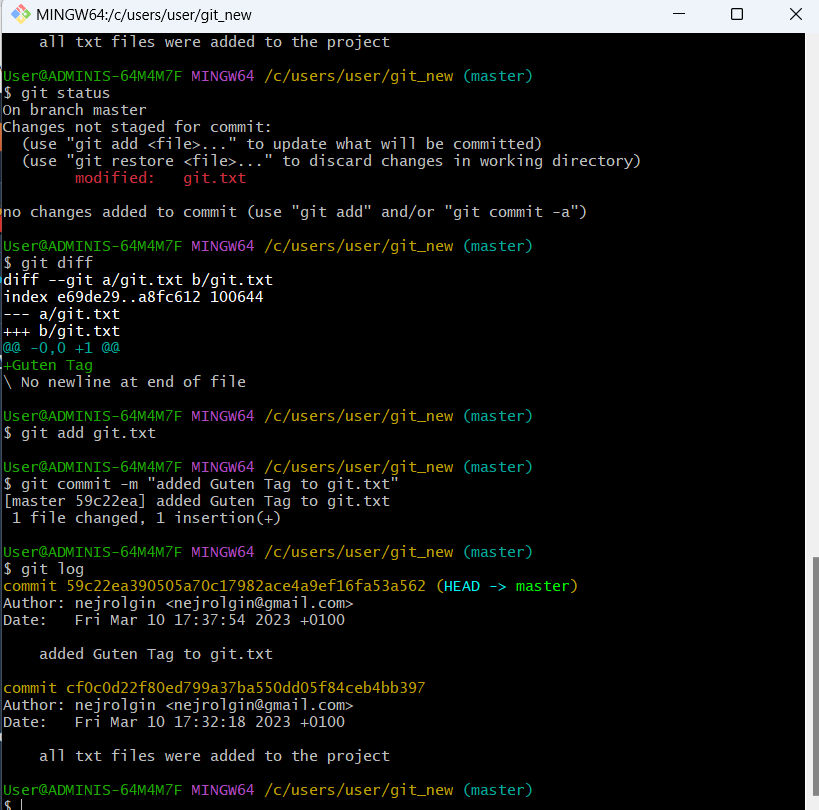 MINGW64:/c/users/user/git_new
    all txt files were added to the project
User@ADMINIS-64M4M7F MINGW64 /c/users/user/git_new (master)
$ git status
On branch master
Changes not staged for commit:
  (use "git add <file>..." to update what will be committed)
  (use "git restore <file>..." to discard changes in working directory)
        modified:   git.txt
no changes added to commit (use "git add" and/or "git commit -a")
User@ADMINIS-64M4M7F MINGW64 /c/users/user/git_new (master)
$ git diff
diff --git a/git.txt b/git.txt
index e69de29..a8fc612 100644
--- a/git.txt
+++ b/git.txt
@@ -0,0 +1 @@
+Guten Tag
\ No newline at end of file
User@ADMINIS-64M4M7F MINGW64 /c/users/user/git_new (master)
$ git add git.txt
User@ADMINIS-64M4M7F MINGW64 /c/users/user/git_new (master)
$ git commit -m "added Guten Tag to git.txt"
[master 59c22ea] added Guten Tag to git.txt
 1 file changed, 1 insertion(+)
User@ADMINIS-64M4M7F MINGW64 /c/users/user/git_new (master)
$ git log
commit 59c22ea390505a70c17982ace4a9ef16fa53a562 (HEAD -> master)
Author: nejrolgin <nejrolgin@gmail.com>
Date:   Fri Mar 10 17:37:54 2023 +0100
    added Guten Tag to git.txt
commit cf0c0d22f80ed799a37ba550dd05f84ceb4bb397
Author: nejrolgin <nejrolgin@gmail.com>
Date:   Fri Mar 10 17:32:18 2023 +0100
    all txt files were added to the project
User@ADMINIS-64M4M7F MINGW64 /c/users/user/git_new (master)
$